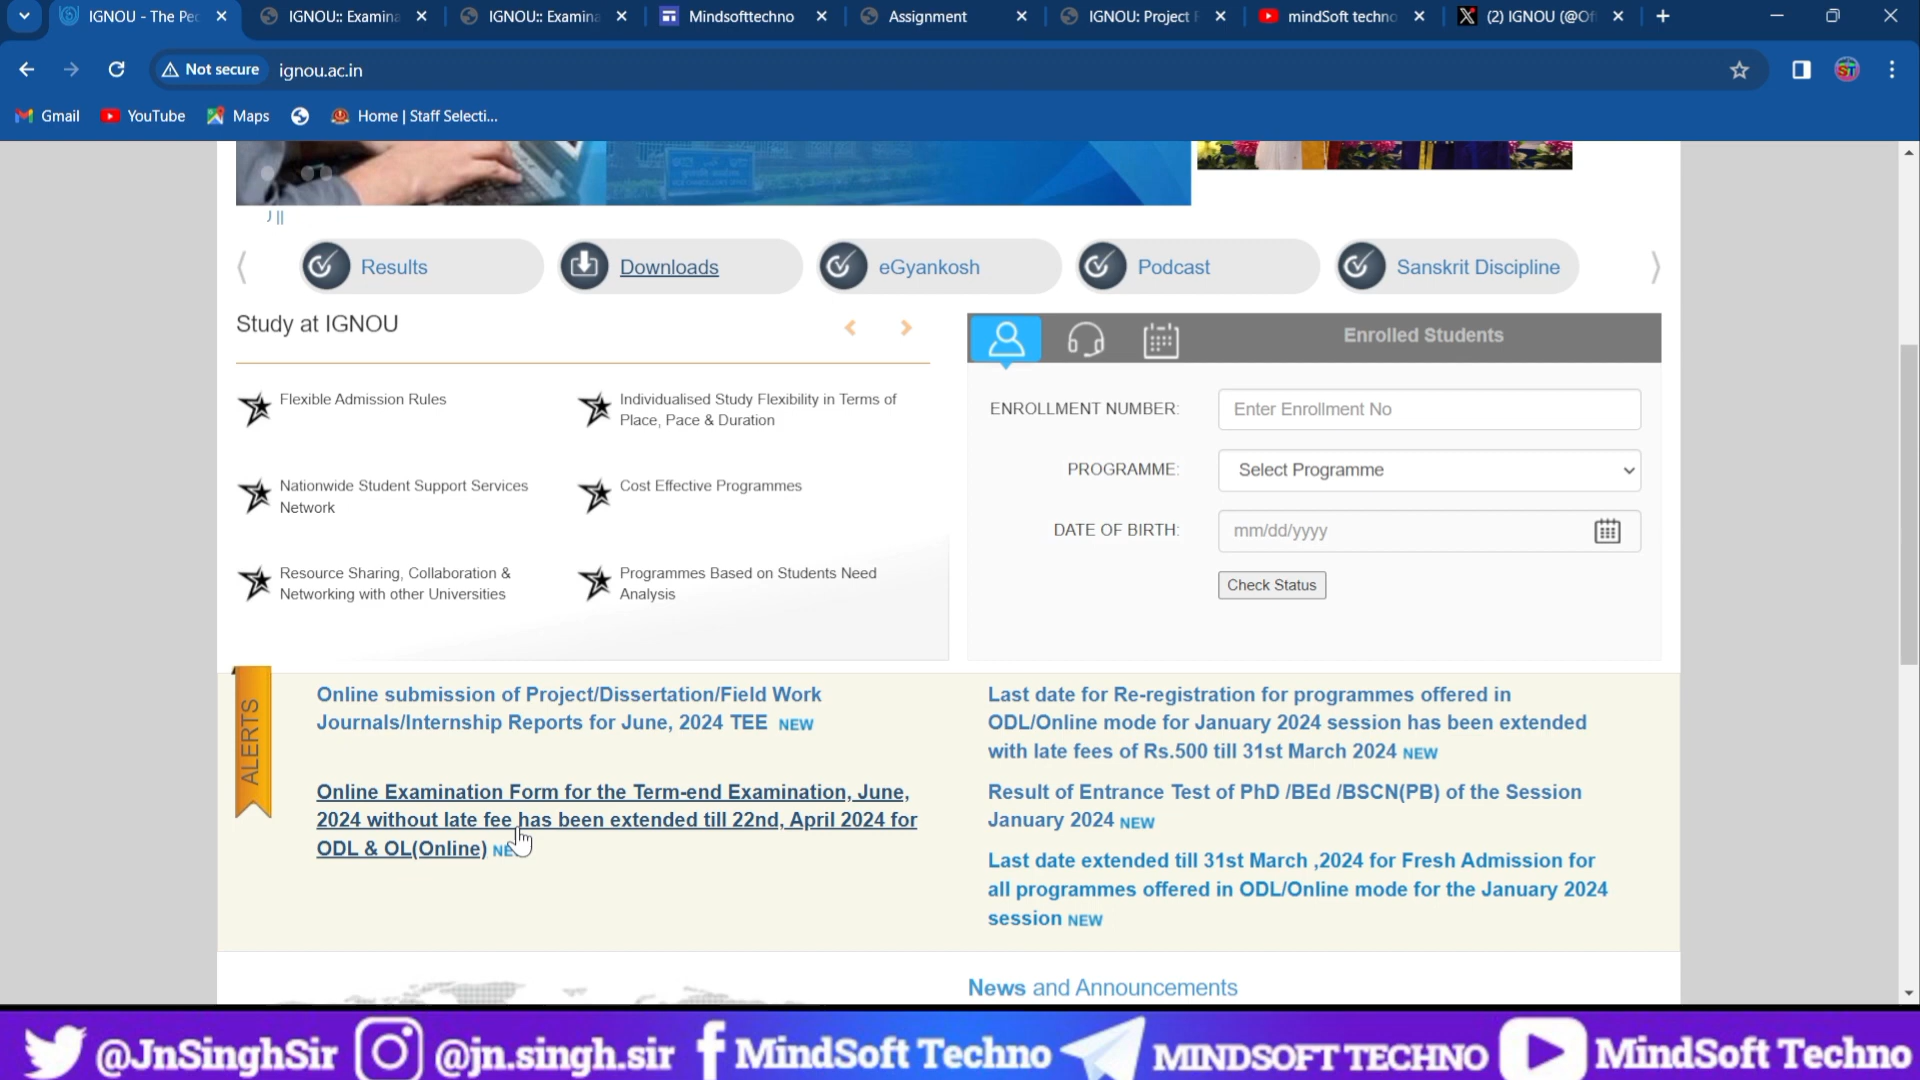 IGNOU - The Pec
IGNOU:: Examina
IGNOU:: Examina
Mindsofttechno
Assignment
IGNOU: Project F
mindSoft techno
(2) IGNOU (@Of
Not secure
ignou.ac.in
Gmail
YouTube
Maps
Home | Staff Selecti...
Results
Downloads
eGyankosh
Podcast
Sanskrit Discipline
Study at IGNOU
Enrolled Students
Flexible Admission Rules
Individualised Study Flexibility in Terms of
Place, Pace & Duration
Nationwide Student Support Services
Network
Cost Effective Programmes
Resource Sharing, Collaboration &
Networking with other Universities
Programmes Based on Students Need
Analysis
ENROLLMENT NUMBER:
Enter Enrollment No
PROGRAMME:
Select Programme
DATE OF BIRTH:
mm/dd/yyyy
Check Status
ALERTS
Online submission of Project/Dissertation/Field Work
Journals/Internship Reports for June, 2024 TEE NEW
Online Examination Form for the Term-end Examination, June,
2024 without late fee has been extended till 22nd, April 2024 for
ODL & OL(Online)
Last date for Re-registration for programmes offered in
ODL/Online mode for January 2024 session has been extended
with late fees of Rs.500 till 31st March 2024 NEW
Result of Entrance Test of PhD /BEd /BSCN(PB) of the Session
January 2024 NEW
Last date extended till 31st March ,2024 for Fresh Admission for
all programmes offered in ODL/Online mode for the January 2024
session NEW
News and Announcements
@JnSinghSir
@jn.singh.sir
MindSoft Techno
MINDSOFT TECHNO
MindSoft Techno